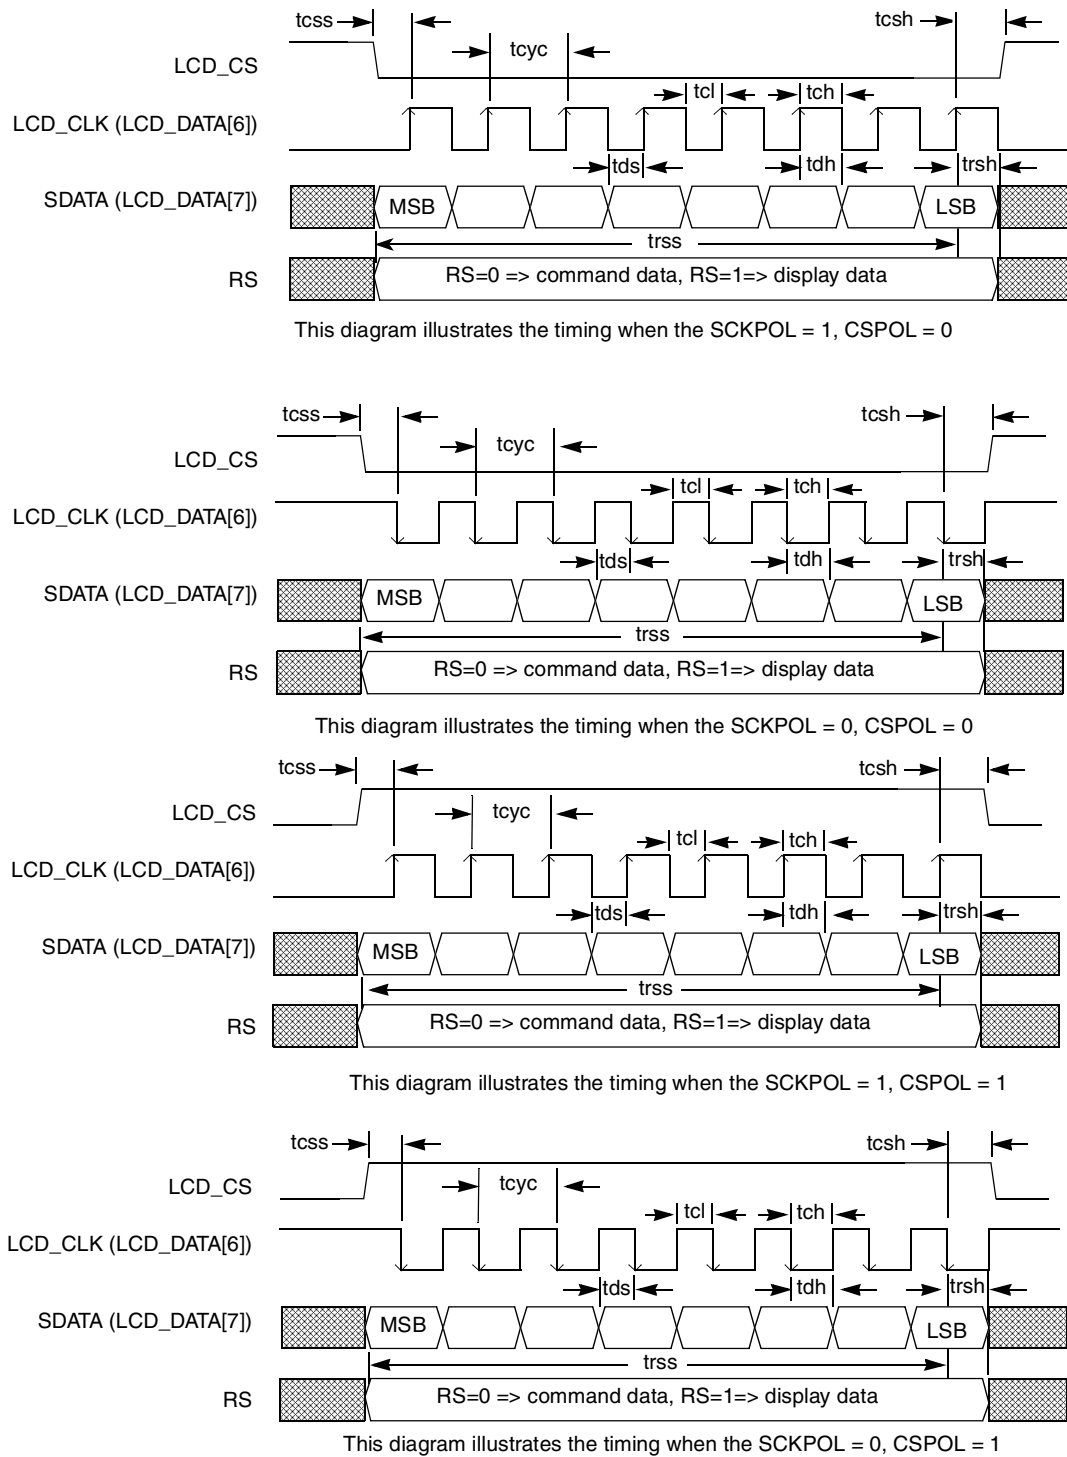 tcss
tcsh
LCD_CS
tcyc
tcl
tch
LCD_CLK (LCD_DATA[6])
tds
tdh
trsh
SDATA (LCD_DATA[7])
MSB
LSB
trss
RS
RS=0 => command data, RS=1=> display data
This diagram illustrates the timing when the SCKPOL = 1, CSPOL = 0
tcss
tcsh
LCD_CS
tcyc
tcl
tch
LCD_CLK (LCD_DATA[6])
tds
tdh
trsh
SDATA (LCD_DATA[7])
MSB
LSB
trss
RS
RS=0 => command data, RS=1=> display data
This diagram illustrates the timing when the SCKPOL = 0, CSPOL = 0
tcss
tcsh
LCD_CS
tcyc
tcl
tch
LCD_CLK (LCD_DATA[6])
tds
tdh
trsh
SDATA (LCD_DATA[7])
MSB
LSB
trss
RS
RS=0 => command data, RS=1=> display data
This diagram illustrates the timing when the SCKPOL = 1, CSPOL = 1
tcss
tcsh
LCD_CS
tcyc
tcl
tch
LCD_CLK (LCD_DATA[6])
tds
tdh
trsh
SDATA (LCD_DATA[7])
MSB
LSB
trss
RS
RS=0 => command data, RS=1=> display data
This diagram illustrates the timing when the SCKPOL = 0, CSPOL = 1